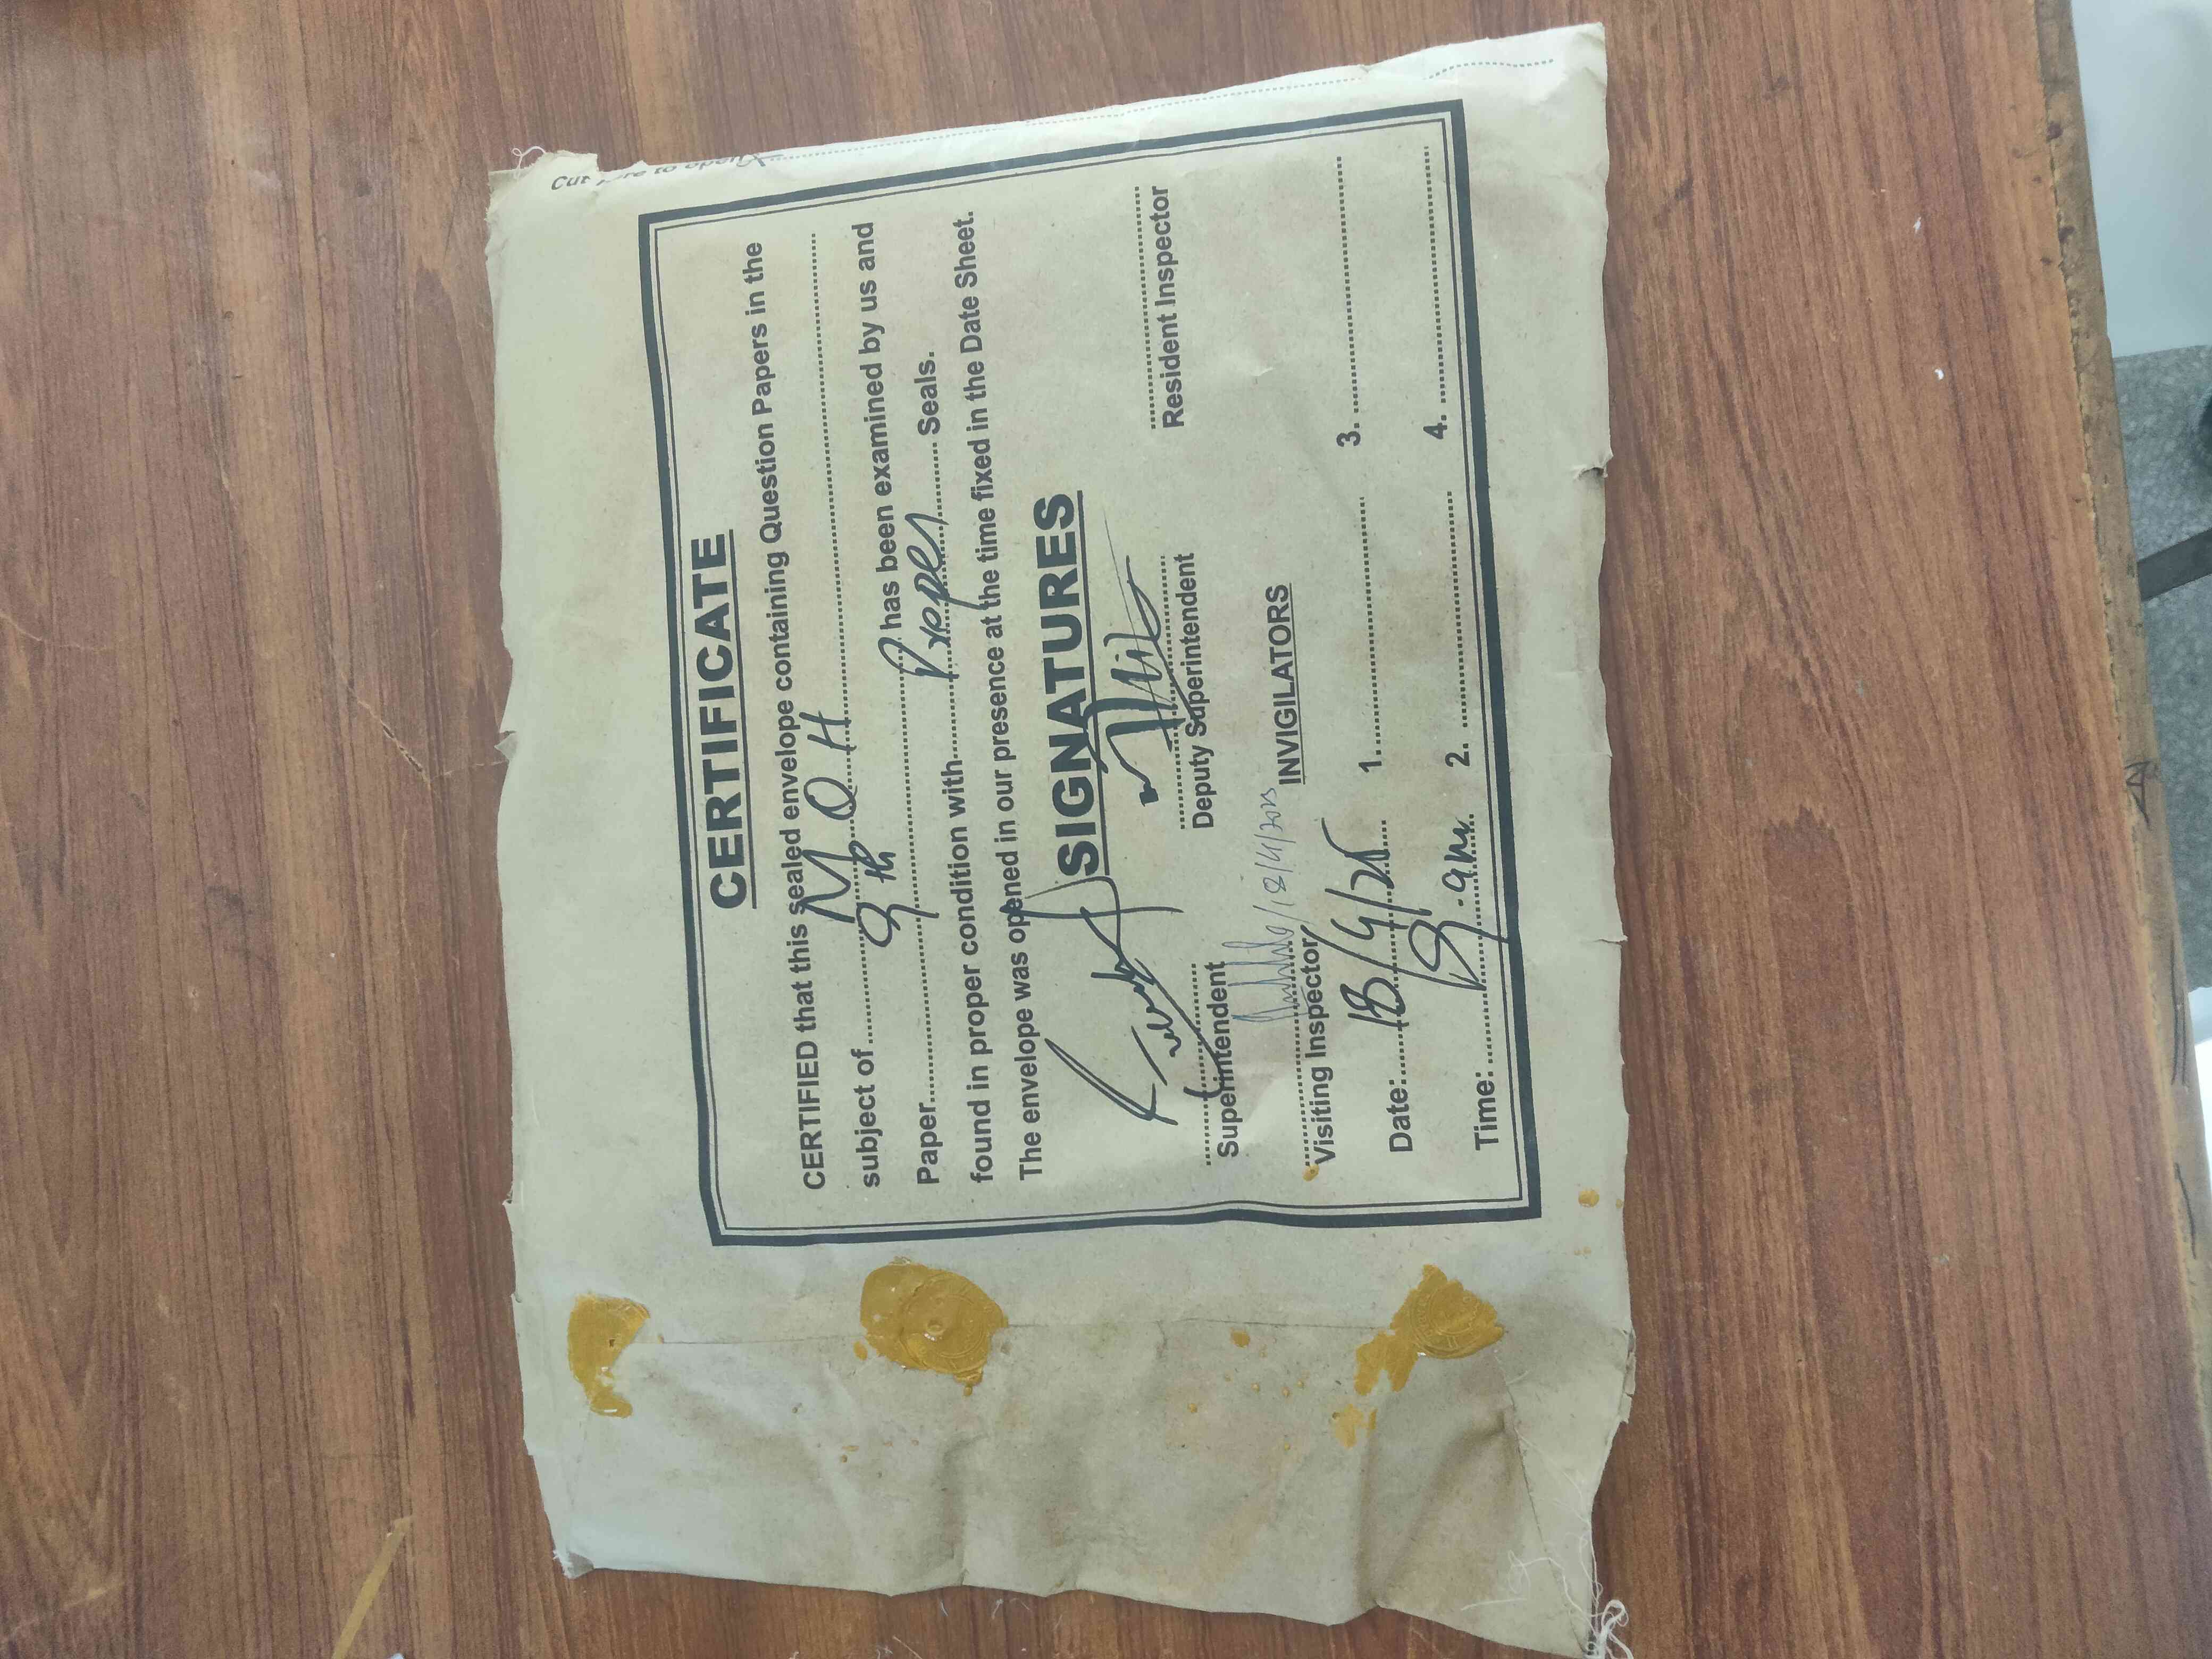 Cut here to open
CERTIFICATE
CERTIFIED that this sealed envelope containing Question Papers in the
subject of M Q H
Paper 9th P has been examined by us and
found in proper condition with Proper Seals.
The envelope was opened in our presence at the time fixed in the Date Sheet.
SIGNATURES
Superintendent Deputy Superintendent Resident Inspector
Visiting Inspector
INVIGILATORS
Date: 18/4/25 1. 3.
Time: 9.am 2. 4.